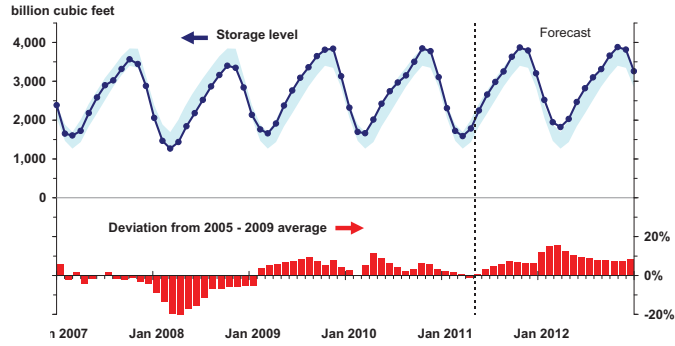 billion cubic feet
Storage level
Forecast
4,000
3,000
2,000
1,000
0
Deviation from 2005 - 2009 average
20%
0%
-20%
n 2007 Jan 2008 Jan 2009 Jan 2010 Jan 2011 Jan 2012